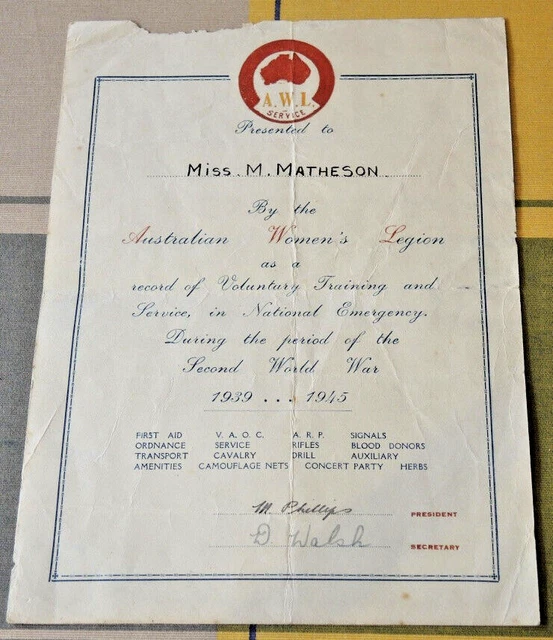 A.W.L.
SERVICE
Presented to
Miss. M. MATHESON
By the
Australian Women's Legion
as a
record of Voluntary Training and
Service, in National Emergency.
During the period of the
Second World War
1939 ... 1945
FIRST AID V. A. O. C. A. R. P. SIGNALS
ORDNANCE SERVICE RIFLES BLOOD DONORS
TRANSPORT CAVALRY DRILL AUXILIARY
AMENITIES CAMOUFLAGE NETS CONCERT PARTY HERBS
M. Phillips PRESIDENT
D. Walsh SECRETARY